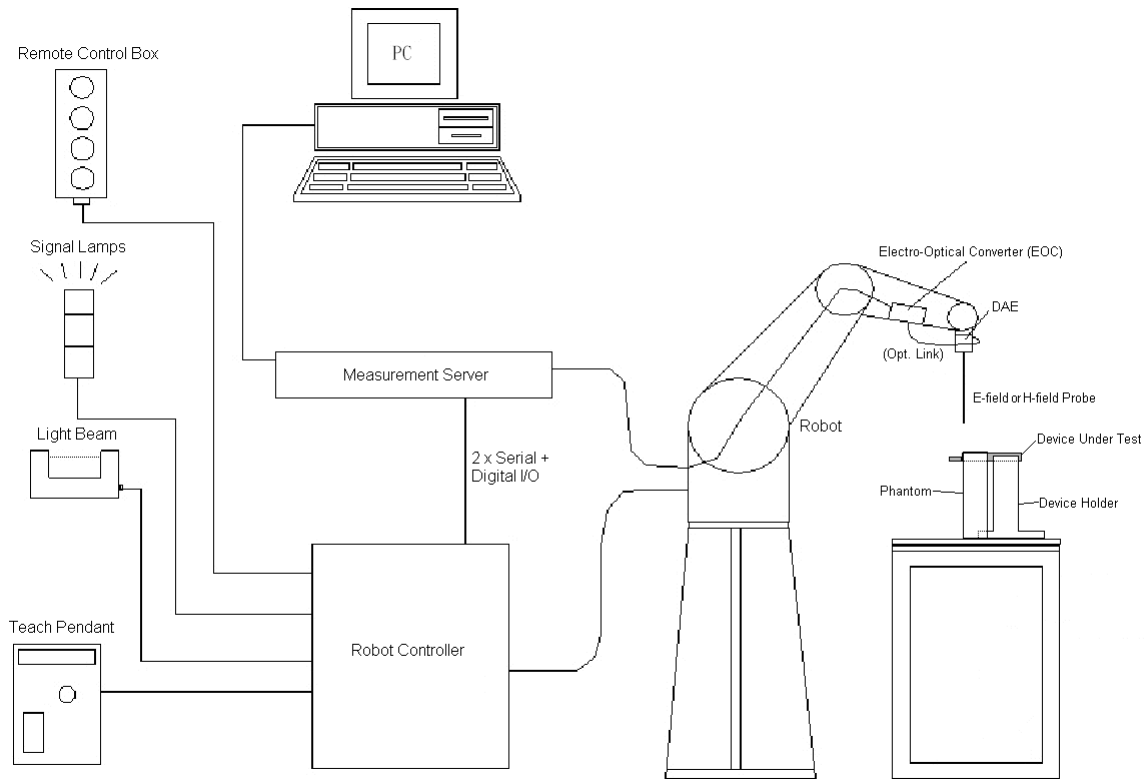 Remote Control Box
PC
Signal Lamps
Electro-Optical Converter (EOC)
DAE
(Opt. Link)
Measurement Server
E-field or H-field Probe
Robot
Light Beam
Device Under Test
2 x Serial +
Digital I/O
Phantom
Device Holder
Teach Pendant
Robot Controller